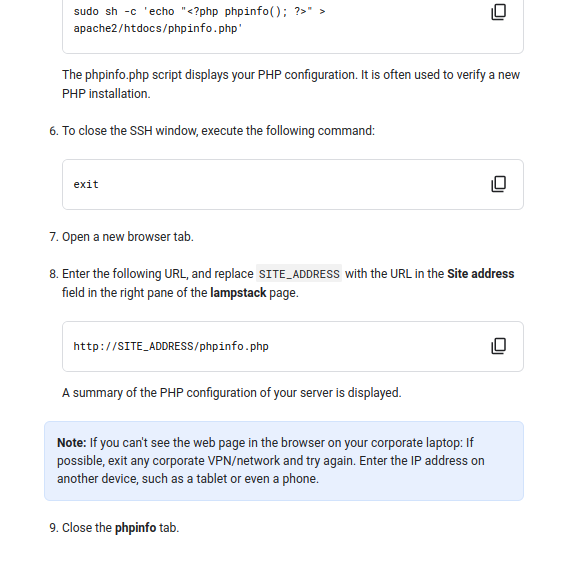 sudo sh -c 'echo "<?php phpinfo(); ?>" >
apache2/htdocs/phpinfo.php'
The phpinfo.php script displays your PHP configuration. It is often used to verify a new
PHP installation.
6. To close the SSH window, execute the following command:
exit
7. Open a new browser tab.
8. Enter the following URL, and replace SITE_ADDRESS with the URL in the Site address
field in the right pane of the lampstack page.
http://SITE_ADDRESS/phpinfo.php
A summary of the PHP configuration of your server is displayed.
Note: If you can't see the web page in the browser on your corporate laptop: If
possible, exit any corporate VPN/network and try again. Enter the IP address on
another device, such as a tablet or even a phone.
9. Close the phpinfo tab.